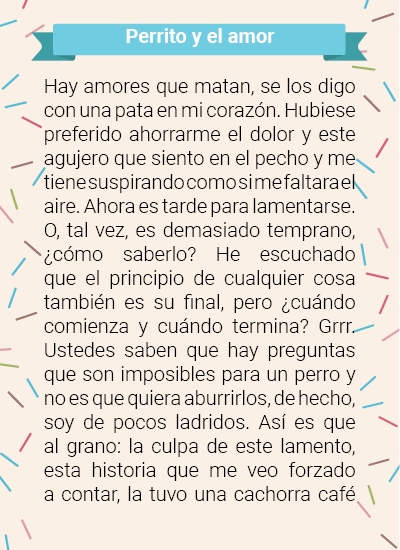 Perrito y el amor
Hay amores que matan, se los digo
con una pata en mi corazón. Hubiese
preferido ahorrarme el dolor y este
agujero que siento en el pecho y me
tiene suspirando como si me faltara el
aire. Ahora es tarde para lamentarse.
O, tal vez, es demasiado temprano,
¿cómo saberlo? He escuchado
que el principio de cualquier cosa
también es su final, pero ¿cuándo
comienza y cuándo termina? Grrr.
Ustedes saben que hay preguntas
que son imposibles para un perro y
no es que quiera aburrirlos, de hecho,
soy de pocos ladridos. Así es que
al grano: la culpa de este lamento,
esta historia que me veo forzado
a contar, la tuvo una cachorra café